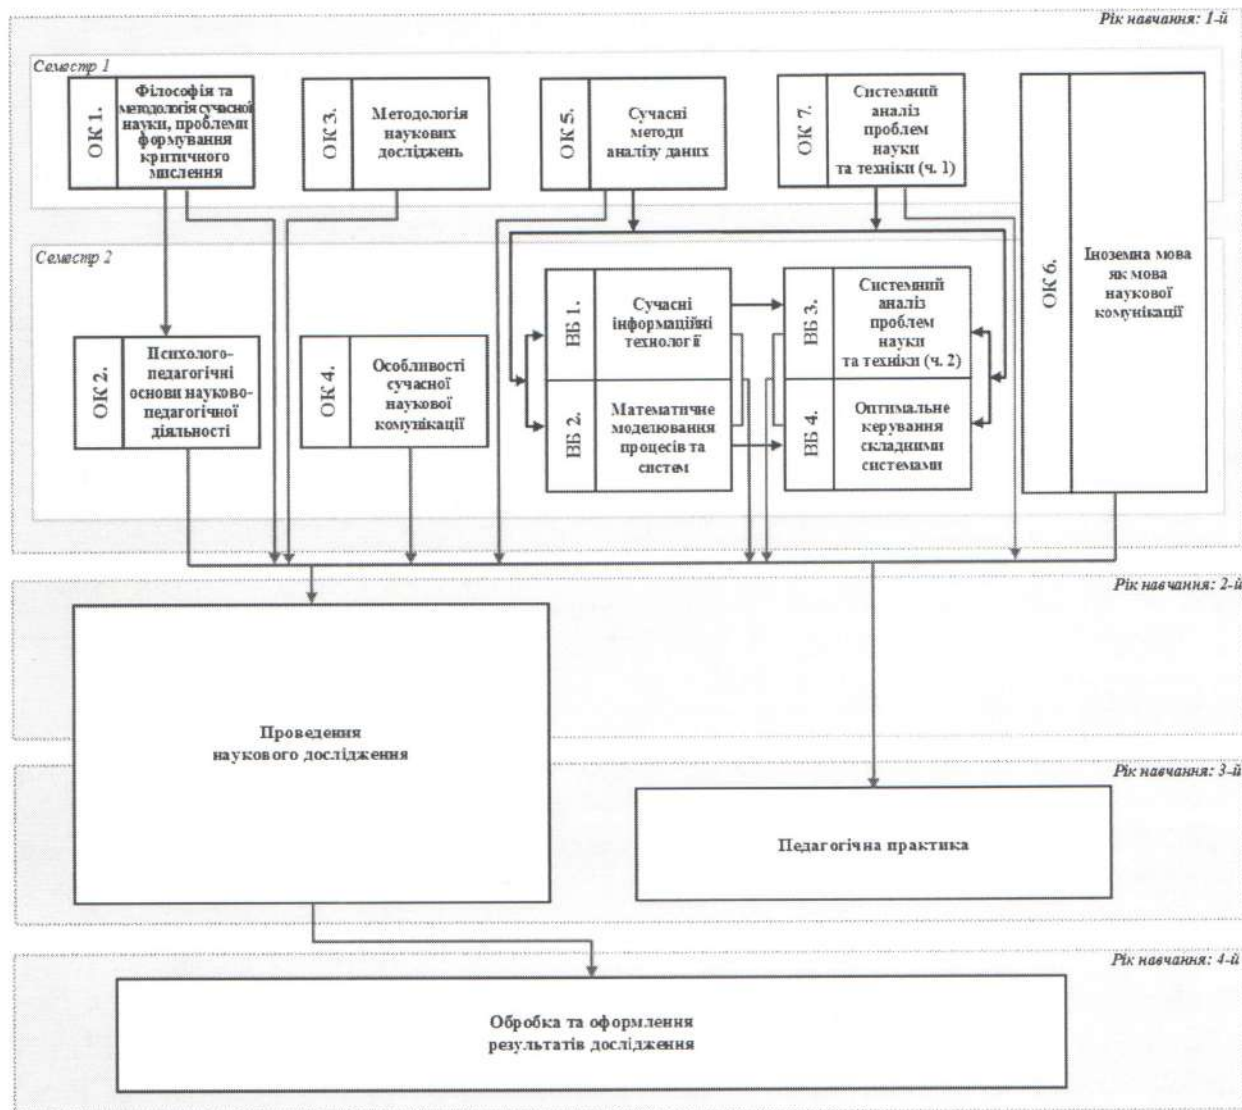 Рік навчання: 1-й
Семестр 1
ОК 1.
Філософія та
методологія сучасної
науки, проблеми
формування
критичного
мислення
ОК 3.
Методологія
наукових
досліджень
ОК 5.
Сучасні
методи
аналізу даних
ОК 7.
Системний
аналіз
проблем
науки
та техніки (ч. 1)
ОК 6.
Іноземна мова
як мова
наукової
комунікації
Семестр 2
ОК 2.
Психолого-
педагогічні
основи науково-
педагогічної
діяльності
ОК 4.
Особливості
сучасної
наукової
комунікації
ВБ 1.
Сучасні
інформаційні
технології
ВБ 2.
Математичне
моделювання
процесів та
систем
ВБ 3.
Системний
аналіз
проблем
науки
та техніки (ч. 2)
ВБ 4.
Оптимальне
керування
складними
системами
Рік навчання: 2-й
Проведення
наукового дослідження
Рік навчання: 3-й
Педагогічна практика
Рік навчання: 4-й
Обробка та оформлення
результатів дослідження